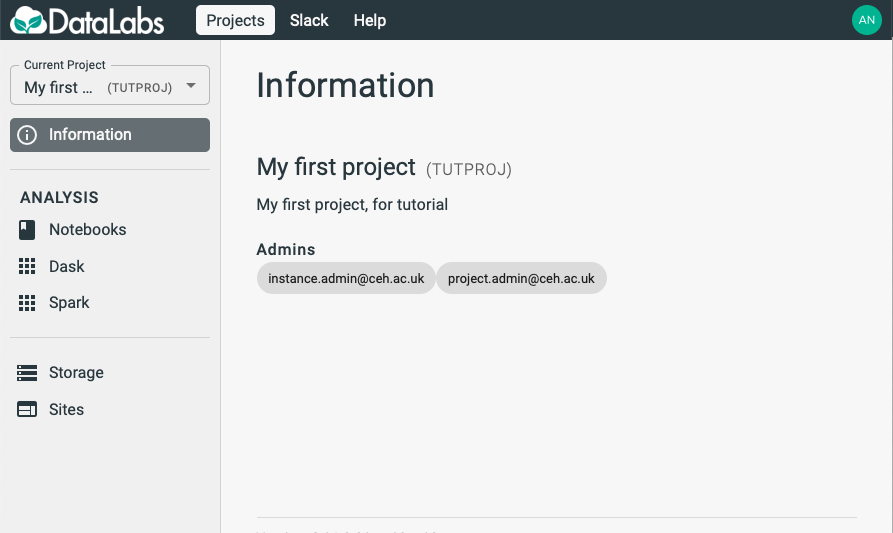 DataLabs Projects Slack Help AN
Current Project
My first ... (TUTPROJ)
Information
ANALYSIS
Notebooks
Dask
Spark
Storage
Sites
Information
My first project (TUTPROJ)
My first project, for tutorial
Admins
instance.admin@ceh.ac.uk project.admin@ceh.ac.uk